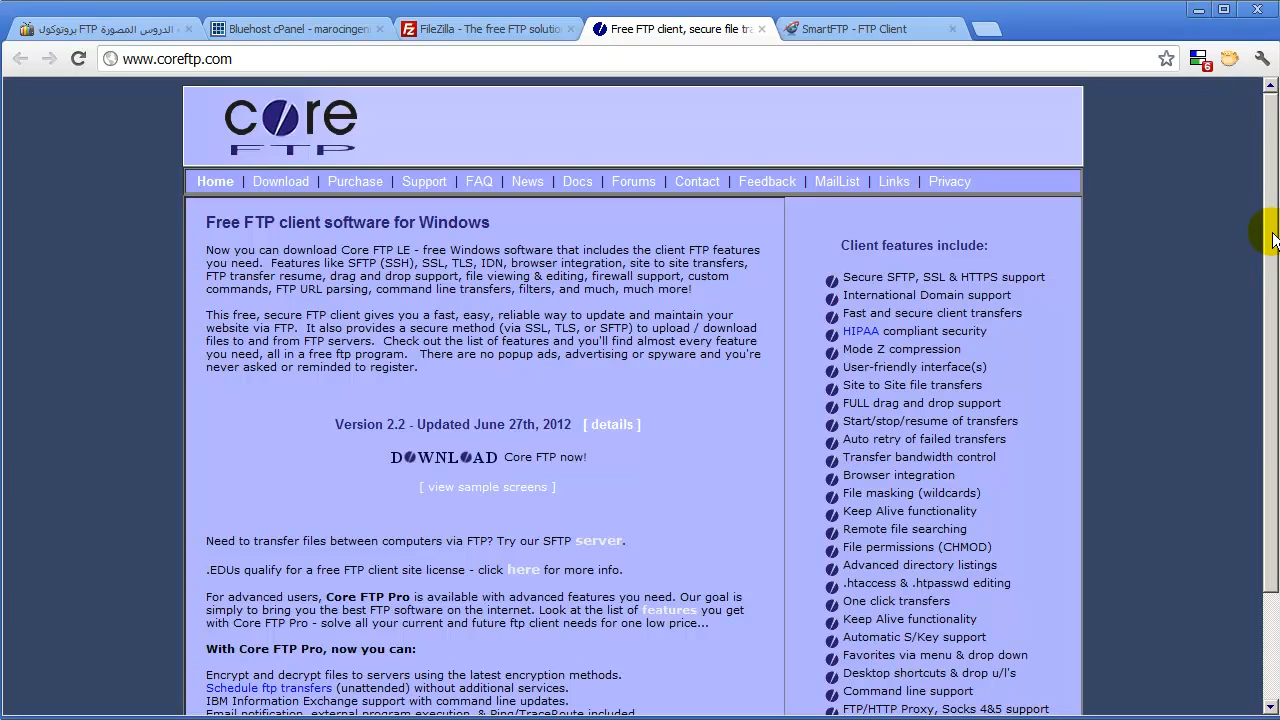 بروتوكول FTP الدروس المصورة
Bluehost cPanel - marocingen
FileZilla - The free FTP solutio
Free FTP client, secure file tra
SmartFTP - FTP Client
www.coreftp.com
6
core
FTP
Home | Download | Purchase | Support | FAQ | News | Docs | Forums | Contact | Feedback | MailList | Links | Privacy
Free FTP client software for Windows
Now you can download Core FTP LE - free Windows software that includes the client FTP features
you need. Features like SFTP (SSH), SSL, TLS, IDN, browser integration, site to site transfers,
FTP transfer resume, drag and drop support, file viewing & editing, firewall support, custom
commands, FTP URL parsing, command line transfers, filters, and much, much more!
This free, secure FTP client gives you a fast, easy, reliable way to update and maintain your
website via FTP. It also provides a secure method (via SSL, TLS, or SFTP) to upload / download
files to and from FTP servers. Check out the list of features and you'll find almost every feature
you need, all in a free ftp program. There are no popup ads, advertising or spyware and you're
never asked or reminded to register.
Version 2.2 - Updated June 27th, 2012 [ details ]
DOWNLOAD Core FTP now!
[ view sample screens ]
Need to transfer files between computers via FTP? Try our SFTP server.
.EDUs qualify for a free FTP client site license - click here for more info.
For advanced users, Core FTP Pro is available with advanced features you need. Our goal is
simply to bring you the best FTP software on the internet. Look at the list of features you get
with Core FTP Pro - solve all your current and future ftp client needs for one low price...
With Core FTP Pro, now you can:
Encrypt and decrypt files to servers using the latest encryption methods.
Schedule ftp transfers (unattended) without additional services.
IBM Information Exchange support with command line updates.
Email notification, external program execution, & Ping/TraceRoute included.
Client features include:
Secure SFTP, SSL & HTTPS support
International Domain support
Fast and secure client transfers
HIPAA compliant security
Mode Z compression
User-friendly interface(s)
Site to Site file transfers
FULL drag and drop support
Start/stop/resume of transfers
Auto retry of failed transfers
Transfer bandwidth control
Browser integration
File masking (wildcards)
Keep Alive functionality
Remote file searching
File permissions (CHMOD)
Advanced directory listings
.htaccess & .htpasswd editing
One click transfers
Keep Alive functionality
Automatic S/Key support
Favorites via menu & drop down
Desktop shortcuts & drop u/l's
Command line support
FTP/HTTP Proxy, Socks 4&5 support